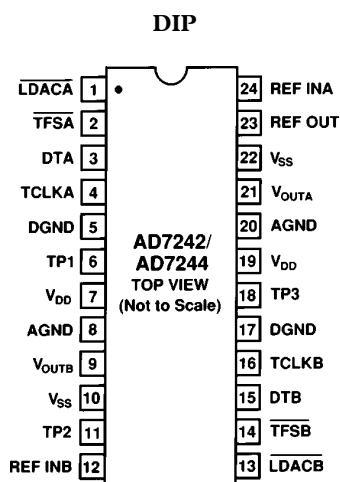 DIP
LDACA 1 24 REF INA
TFSA 2 23 REF OUT
DTA 3 22 VSS
TCLKA 4 21 VOUTA
DGND 5 20 AGND
TP1 6 19 VDD
VDD 7 18 TP3
AGND 8 17 DGND
VOUTB 9 16 TCLKB
VSS 10 15 DTB
TP2 11 14 TFSB
REF INB 12 13 LDACB
AD7242/
AD7244
TOP VIEW
(Not to Scale)